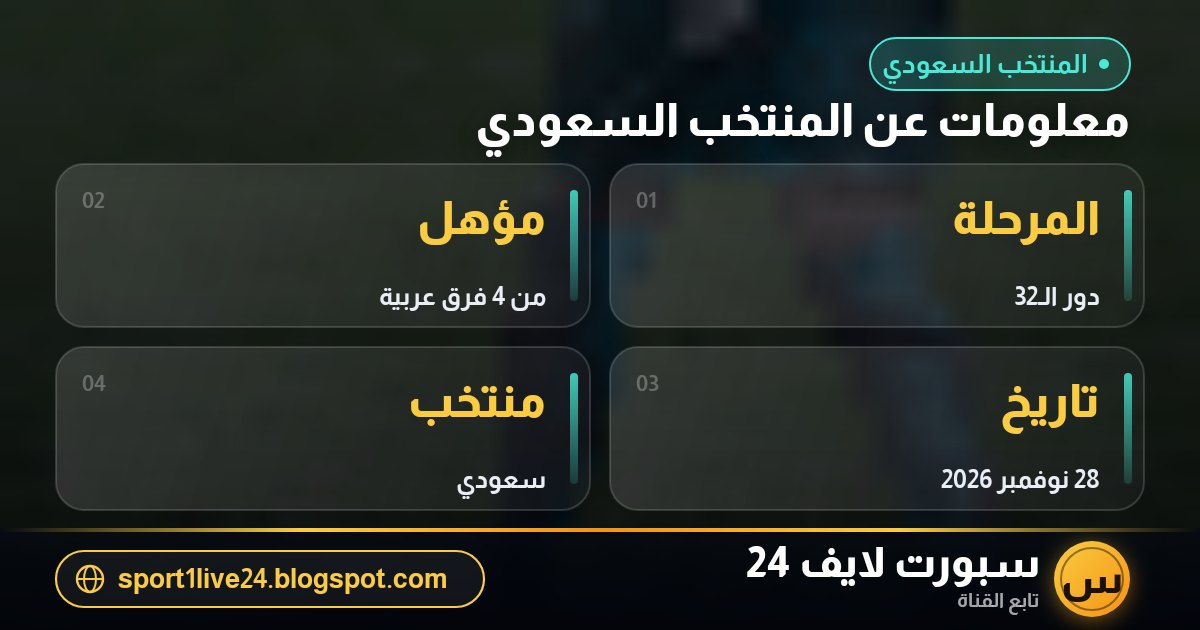 المنتخب السعودي
معلومات عن المنتخب السعودي
01
المرحلة
دور الـ32
02
مؤهل
من 4 فرق عربية
03
تاريخ
28 نوفمبر 2026
04
منتخب
سعودي
س
سبورت لايف 24
تابع القناة
sport1live24.blogspot.com